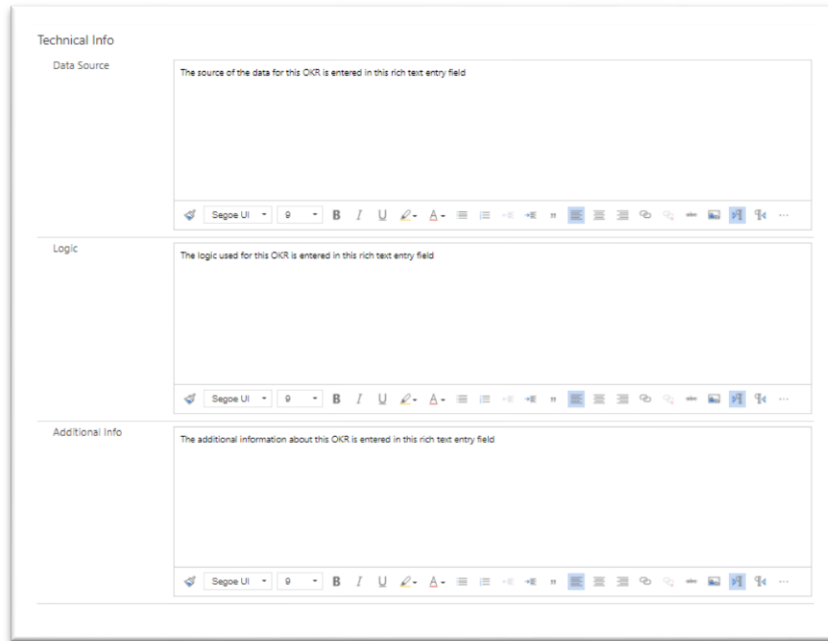 Technical Info
Data Source
The source of the data for this OKR is entered in this rich text entry field
Segoe UI 9 B I U A
Logic
The logic used for this OKR is entered in this rich text entry field
Segoe UI 9 B I U A
Additional Info
The additional information about this OKR is entered in this rich text entry field
Segoe UI 9 B I U A